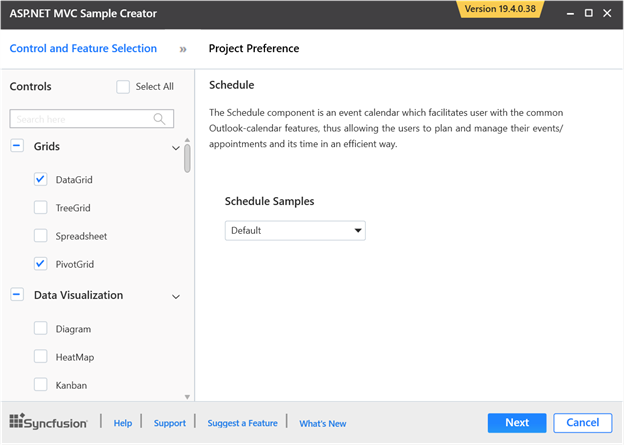 ASP.NET MVC Sample Creator
Version 19.4.0.38
Control and Feature Selection
»
Project Preference
Controls
Select All
Search here
Grids
DataGrid
TreeGrid
Spreadsheet
PivotGrid
Data Visualization
Diagram
HeatMap
Kanban
Schedule
The Schedule component is an event calendar which facilitates user with the common
Outlook-calendar features, thus allowing the users to plan and manage their events/
appointments and its time in an efficient way.
Schedule Samples
Default
Syncfusion
Help
Support
Suggest a Feature
What's New
Next
Cancel